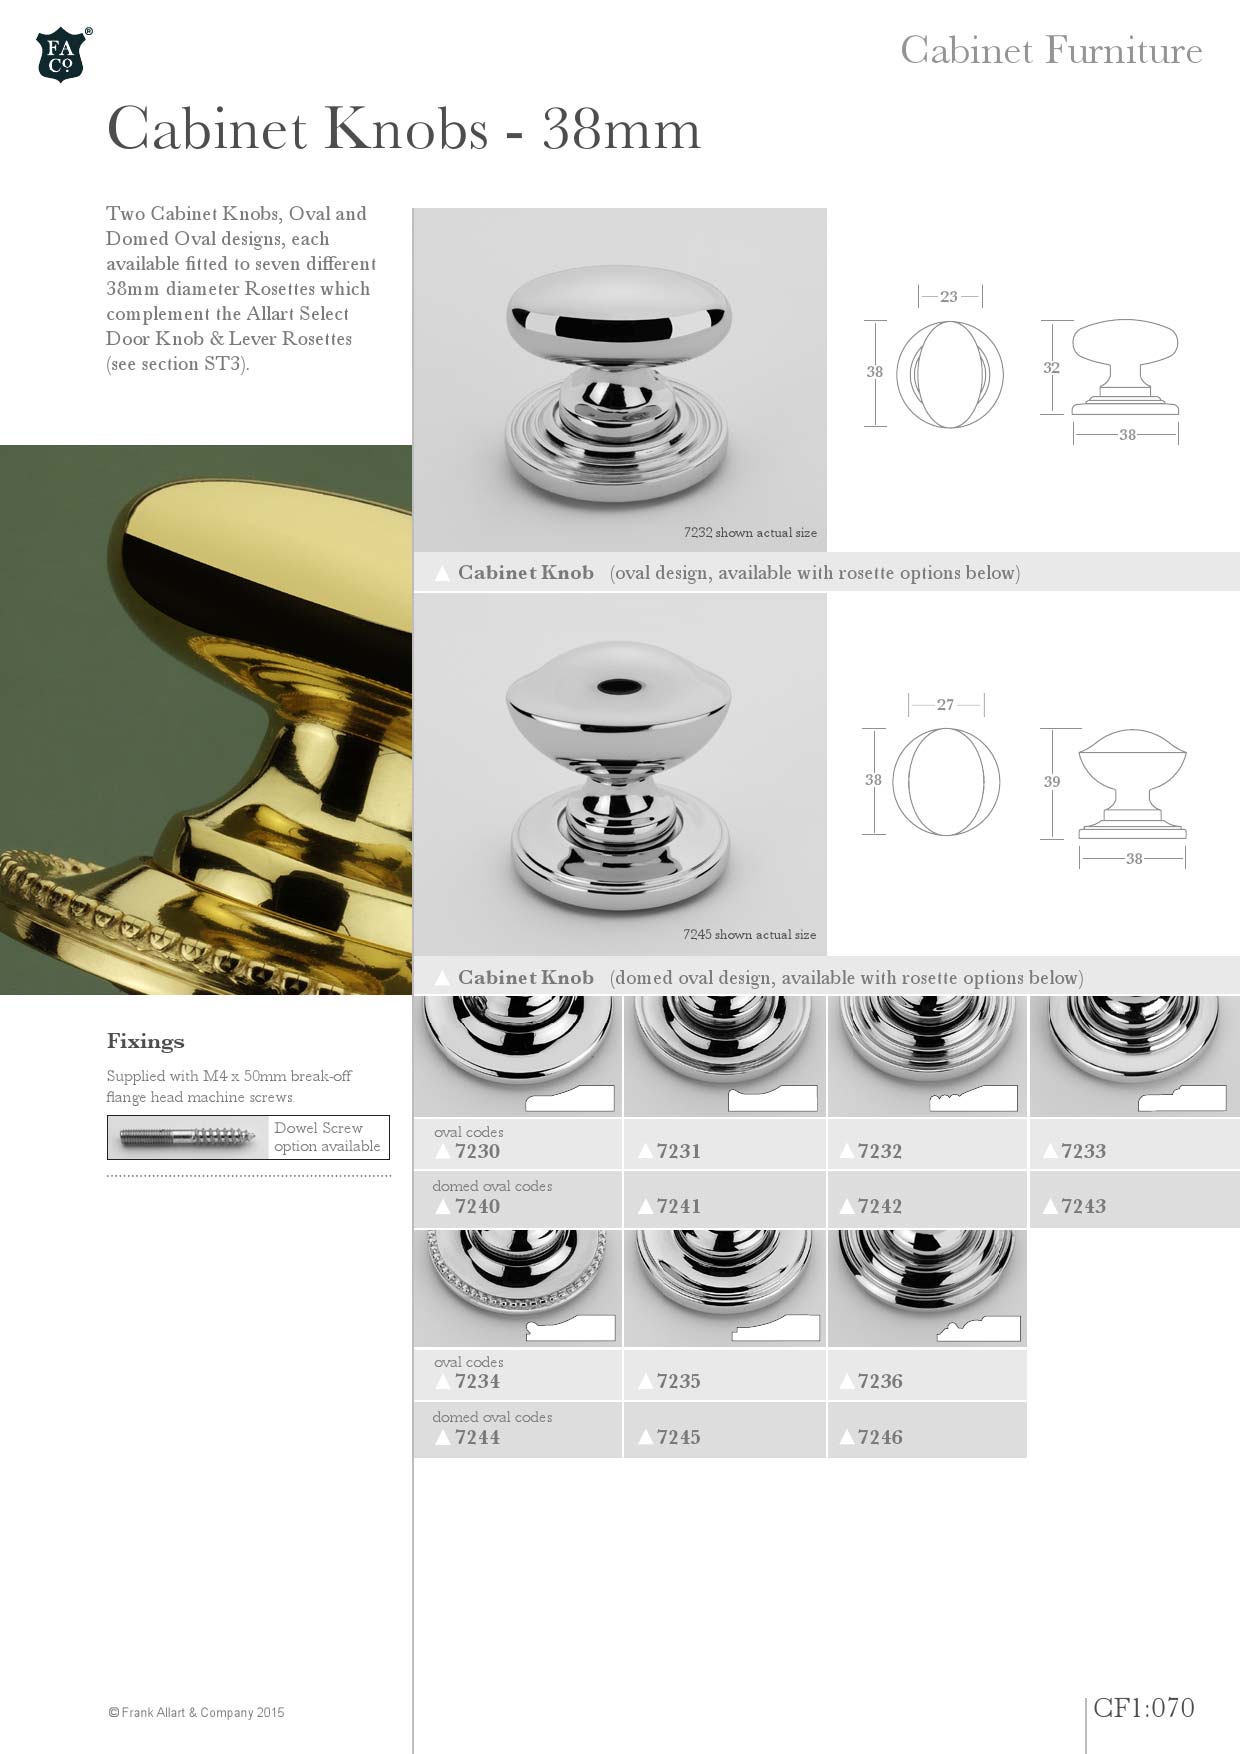 FA
Co.
®
Cabinet Furniture
Cabinet Knobs - 38mm
Two Cabinet Knobs, Oval and
Domed Oval designs, each
available fitted to seven different
38mm diameter Rosettes which
complement the Allart Select
Door Knob & Lever Rosettes
(see section ST3).
7232 shown actual size
23
38
32
38
Cabinet Knob (oval design, available with rosette options below)
7245 shown actual size
27
38
39
38
Cabinet Knob (domed oval design, available with rosette options below)
Fixings
Supplied with M4 x 50mm break-off
flange head machine screws.
Dowel Screw
option available
oval codes
7230 7231 7232 7233
domed oval codes
7240 7241 7242 7243
oval codes
7234 7235 7236
domed oval codes
7244 7245 7246
© Frank Allart & Company 2015
CF1:070